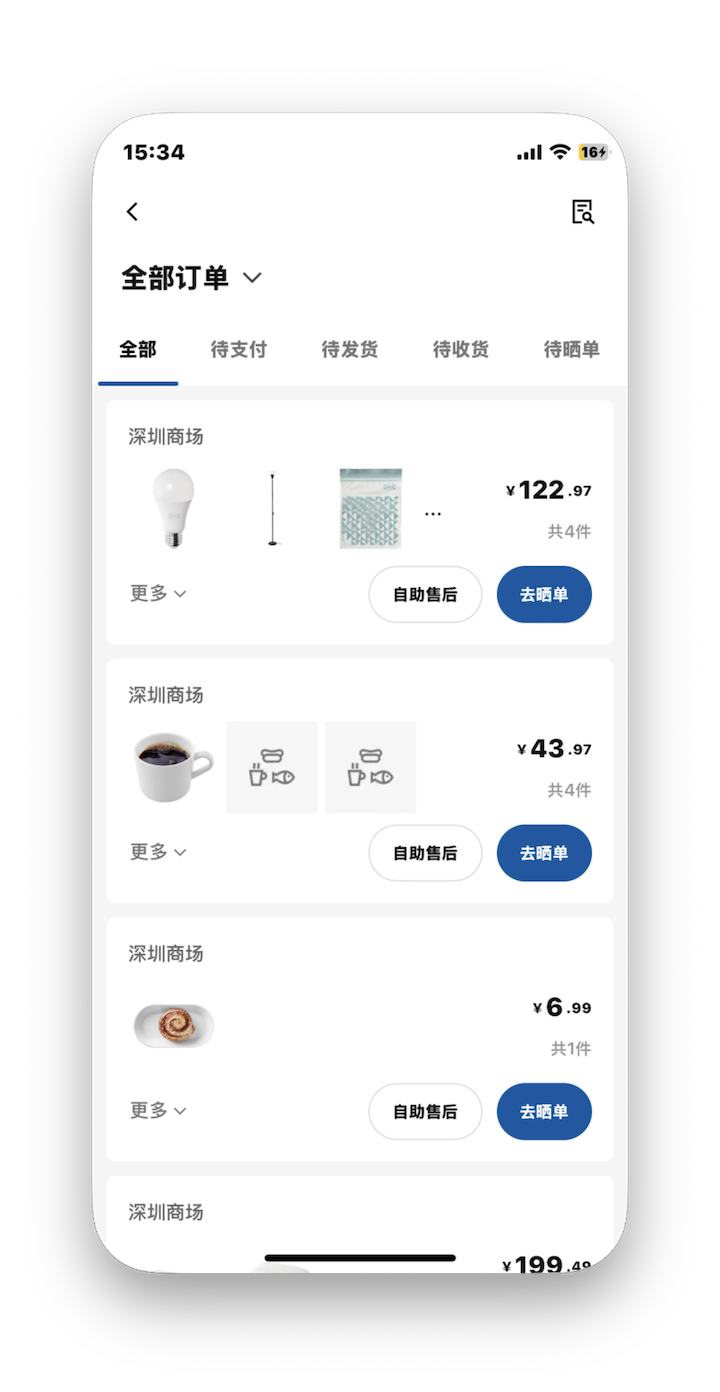 15:34
16
全部订单
全部 待支付 待发货 待收货 待晒单
深圳商场
¥122.97
...
共4件
更多 自助售后 去晒单
深圳商场
¥43.97
共4件
更多 自助售后 去晒单
深圳商场
¥6.99
共1件
更多 自助售后 去晒单
深圳商场
¥199.49